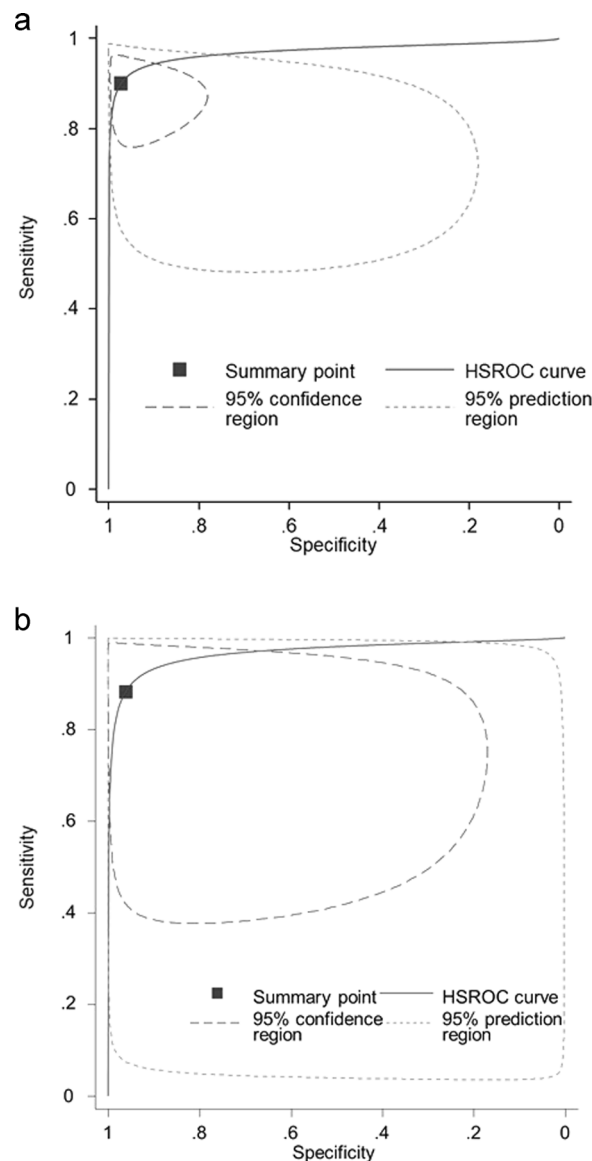 a
1
.8
.6
.4
.2
0
Sensitivity
Summary point
HSROC curve
95% confidence
region
95% prediction
region
1 .8 .6 .4 .2 0
Specificity
b
1
.8
.6
.4
.2
0
Sensitivity
Summary point
HSROC curve
95% confidence
region
95% prediction
region
1 .8 .6 .4 .2 0
Specificity